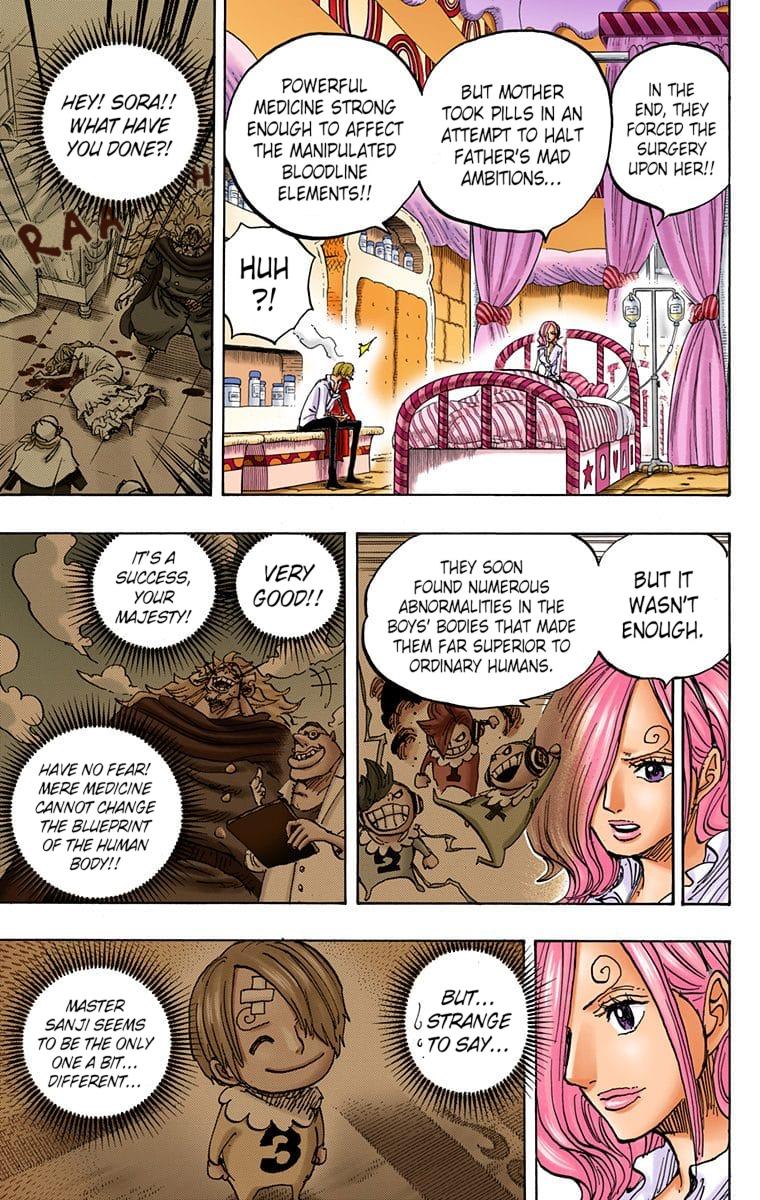 IN THE
END, THEY
FORCED THE
SURGERY
UPON HER!!
BUT MOTHER
TOOK PILLS IN AN
ATTEMPT TO HALT
FATHER'S MAD
AMBITIONS...
POWERFUL
MEDICINE STRONG
ENOUGH TO AFFECT
THE MANIPULATED
BLOODLINE
ELEMENTS!!
HUH
?!
HEY! SORA!!
WHAT HAVE
YOU DONE?!
RAAH
BUT IT
WASN'T
ENOUGH.
THEY SOON
FOUND NUMEROUS
ABNORMALITIES IN THE
BOYS' BODIES THAT MADE
THEM FAR SUPERIOR TO
ORDINARY HUMANS.
1
2
VERY
GOOD!!
IT'S A
SUCCESS,
YOUR
MAJESTY!
HAVE NO FEAR!
MERE MEDICINE
CANNOT CHANGE
THE BLUEPRINT
OF THE HUMAN
BODY!!
BUT...
STRANGE
TO SAY...
MASTER
SANJI SEEMS
TO BE THE ONLY
ONE A BIT...
DIFFERENT...
3